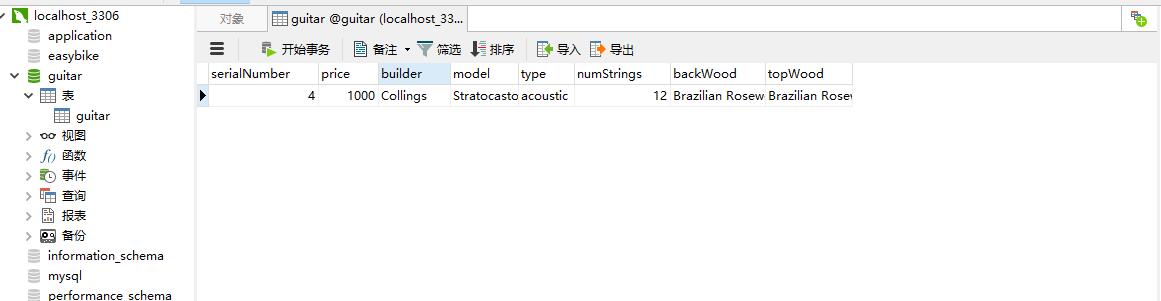 localhost_3306
application
easybike
guitar
表
guitar
视图
函数
事件
查询
报表
备份
information_schema
mysql
performance_schema
对象 guitar @guitar (localhost_33...
开始事务 备注 筛选 排序 导入 导出
serialNumber price builder model type numStrings backWood topWood
4 1000 Collings Stratocasto acoustic 12 Brazilian Rosew Brazilian Rosew